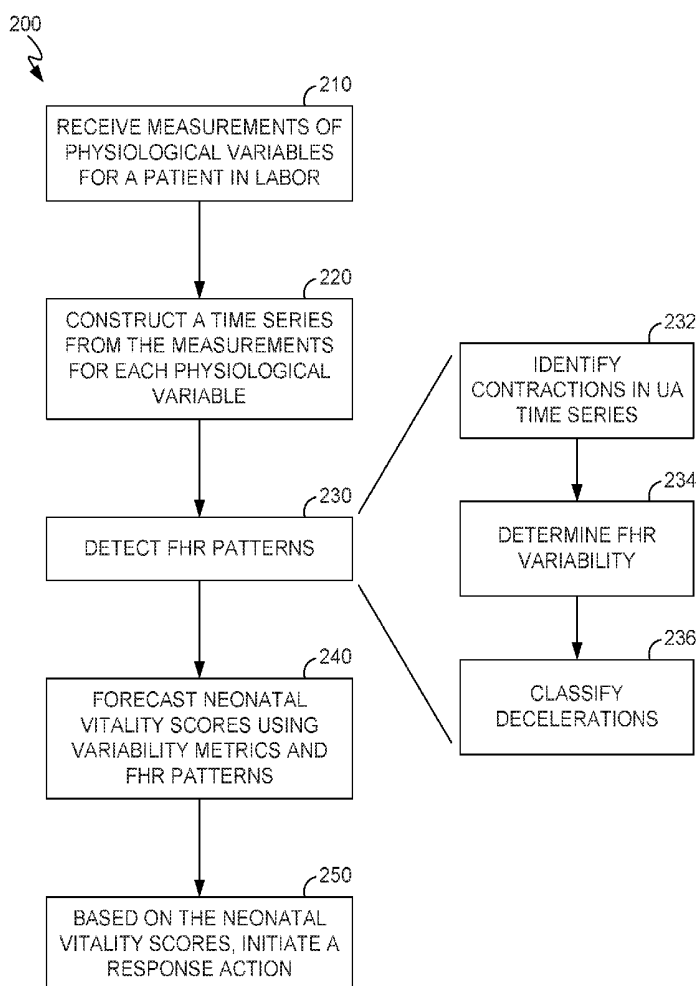 200
210
RECEIVE MEASUREMENTS OF
PHYSIOLOGICAL VARIABLES
FOR A PATIENT IN LABOR
220
CONSTRUCT A TIME SERIES
FROM THE MEASUREMENTS
FOR EACH PHYSIOLOGICAL
VARIABLE
230
DETECT FHR PATTERNS
232
IDENTIFY
CONTRACTIONS IN UA
TIME SERIES
234
DETERMINE FHR
VARIABILITY
236
CLASSIFY
DECELERATIONS
240
FORECAST NEONATAL
VITALITY SCORES USING
VARIABILITY METRICS AND
FHR PATTERNS
250
BASED ON THE NEONATAL
VITALITY SCORES, INITIATE A
RESPONSE ACTION